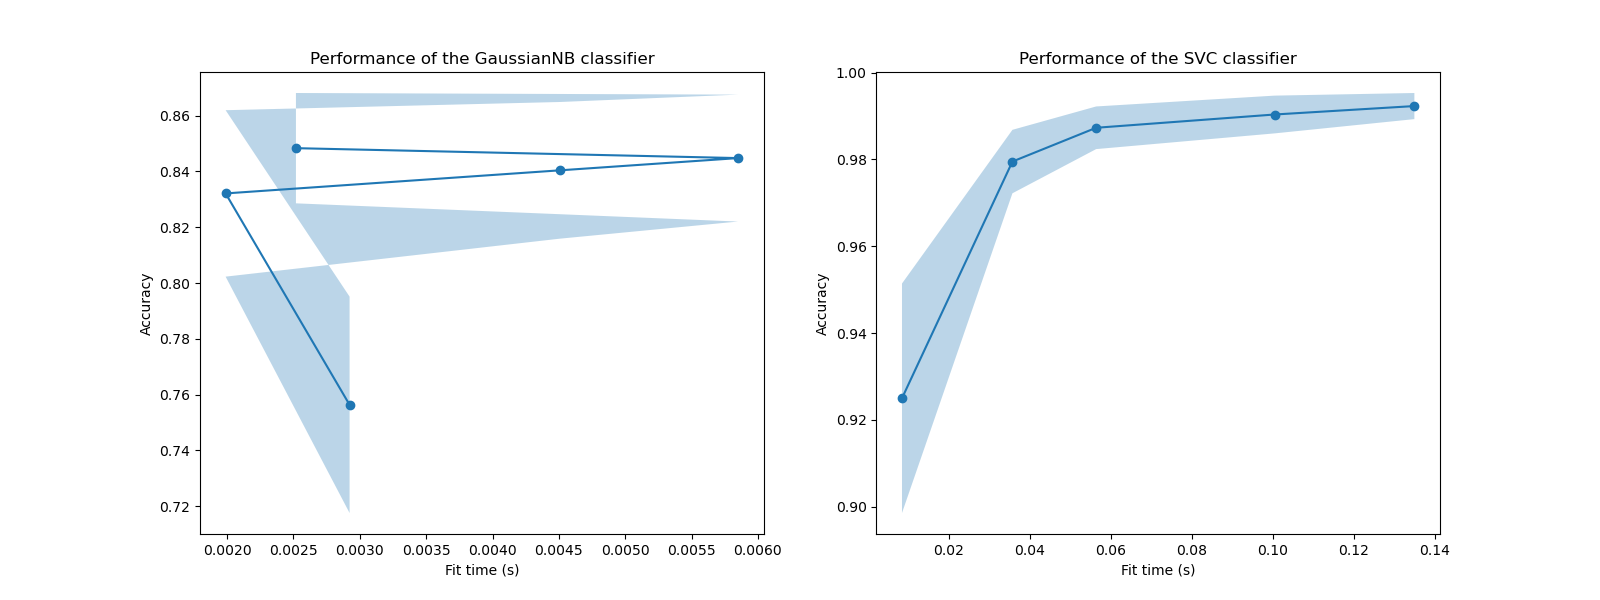 Performance of the GaussianNB classifier
Accuracy
0.86
0.84
0.82
0.80
0.78
0.76
0.74
0.72
0.0020 0.0025 0.0030 0.0035 0.0040 0.0045 0.0050 0.0055 0.0060
Fit time (s)
Performance of the SVC classifier
Accuracy
1.00
0.98
0.96
0.94
0.92
0.90
0.02 0.04 0.06 0.08 0.10 0.12 0.14
Fit time (s)